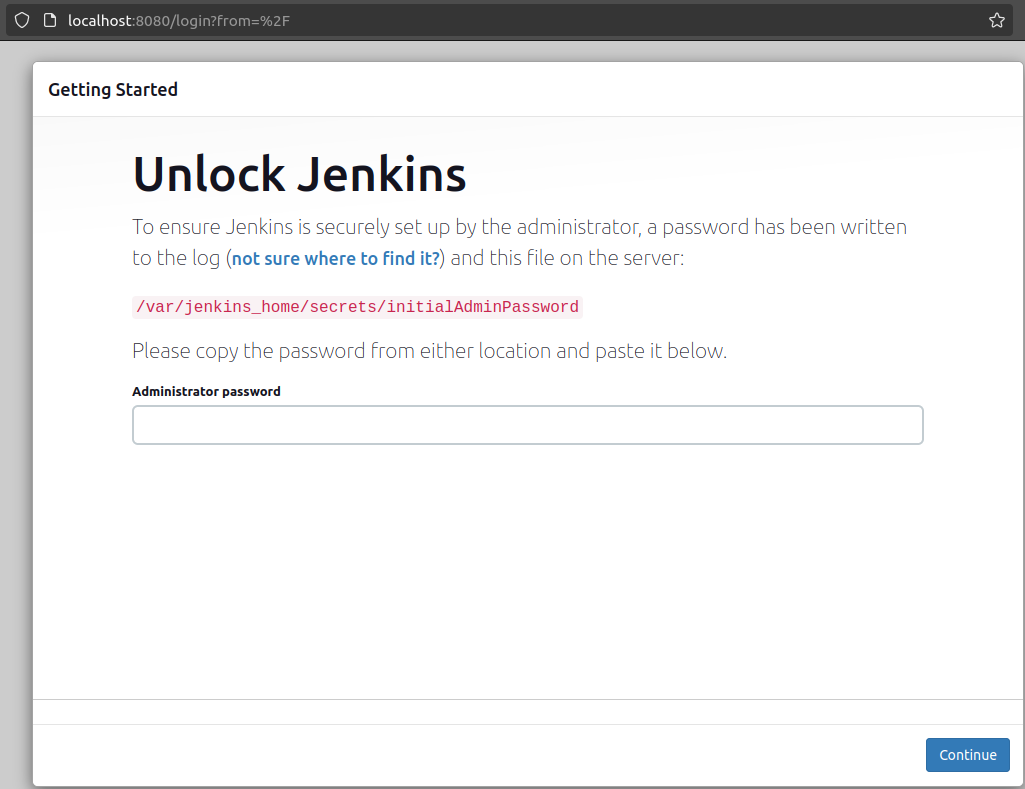 localhost:8080/login?from=%2F
Getting Started
Unlock Jenkins
To ensure Jenkins is securely set up by the administrator, a password has been written
to the log (not sure where to find it?) and this file on the server:
/var/jenkins_home/secrets/initialAdminPassword
Please copy the password from either location and paste it below.
Administrator password
Continue